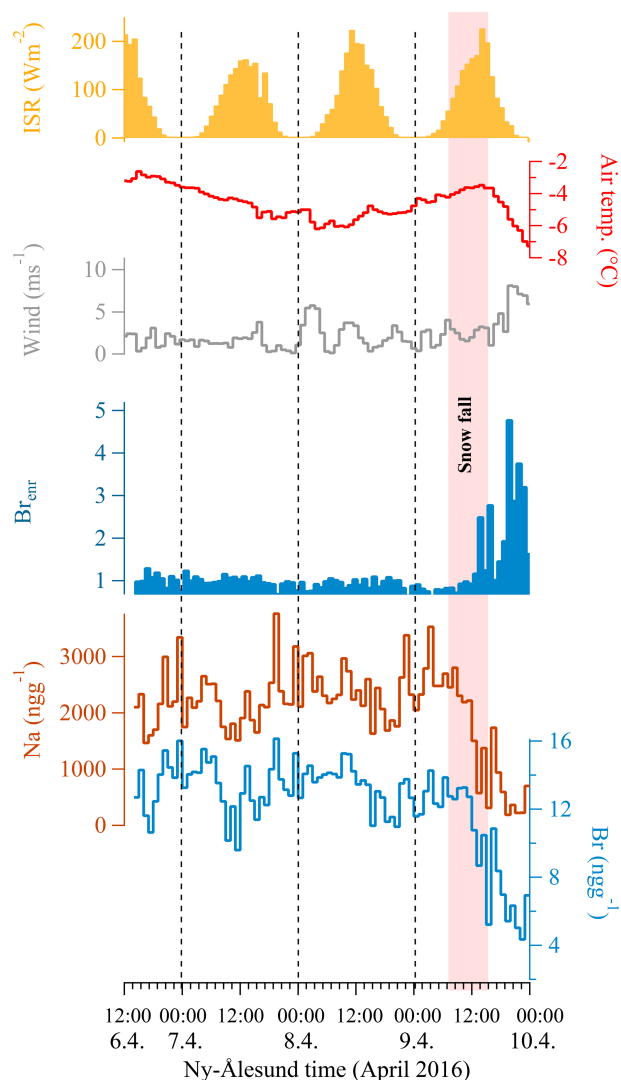 ISR (Wm⁻²)
200
100
0
Air temp. (°C)
-2
-4
-6
-8
Wind (ms⁻¹)
10
5
0
Br_enr
5
4
3
2
1
Snow fall
Na (ngg⁻¹)
3000
2000
1000
0
Br (ngg⁻¹)
16
12
8
4
12:00 00:00 12:00 00:00 12:00 00:00 12:00 00:00
6.4. 7.4. 8.4. 9.4. 10.4.
Ny-Ålesund time (April 2016)